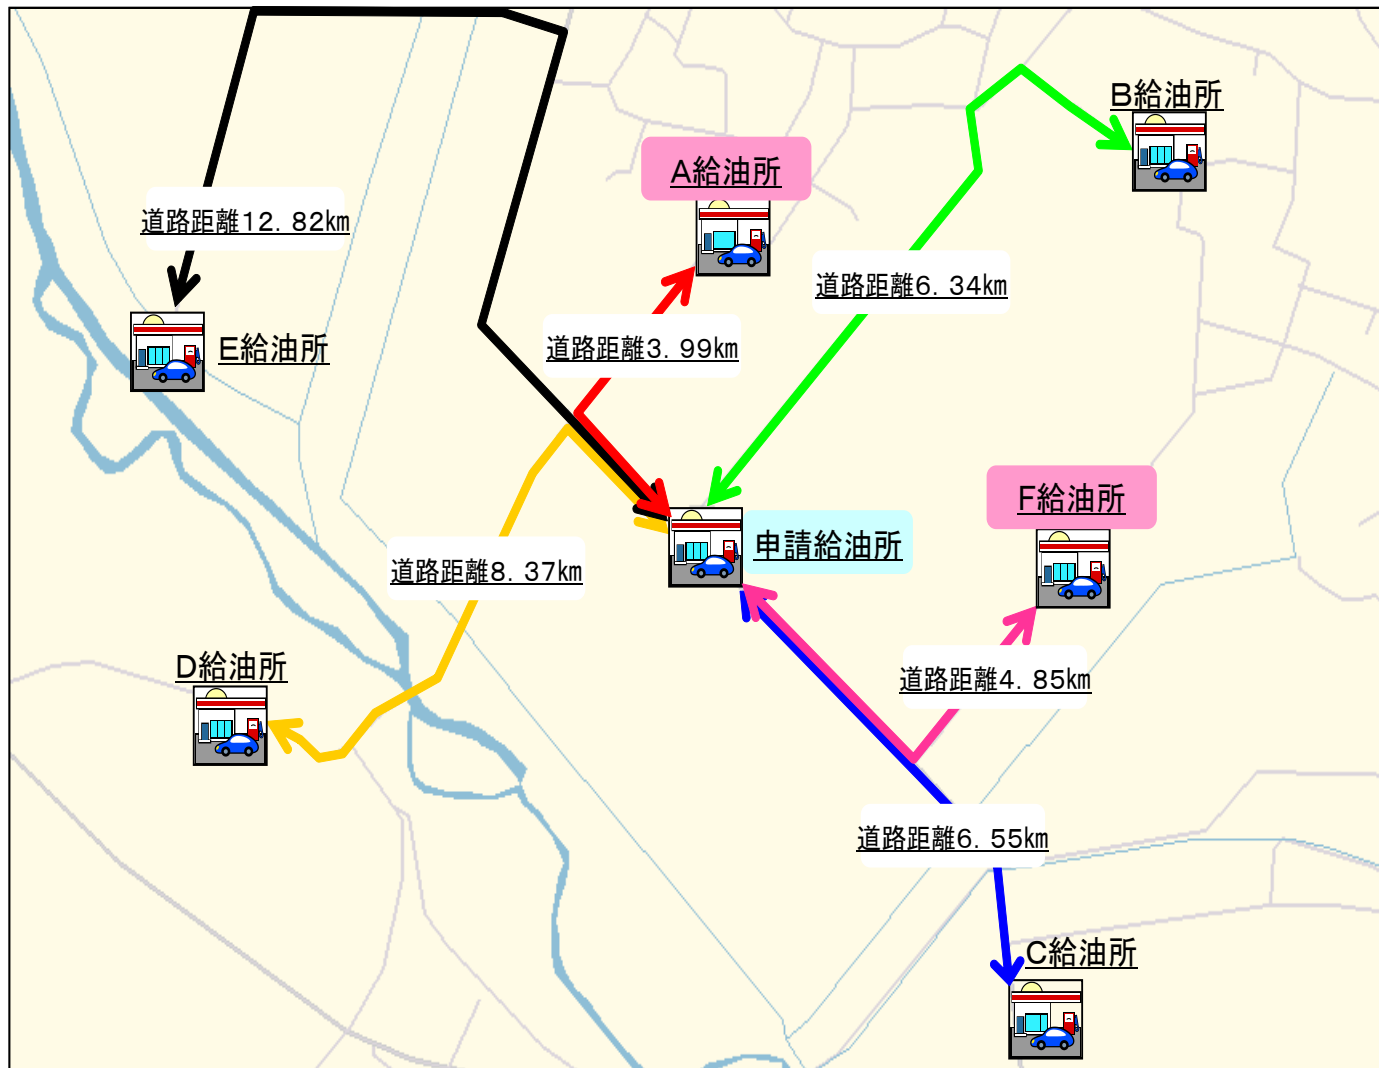 B給油所
A給油所
道路距離12.82km
道路距離6.34km
E給油所
道路距離3.99km
F給油所
申請給油所
道路距離8.37km
D給油所
道路距離4.85km
道路距離6.55km
C給油所